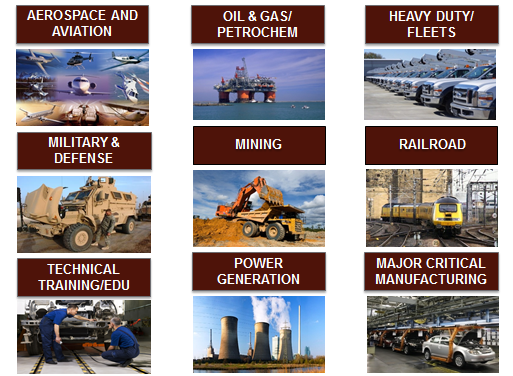 AEROSPACE AND
AVIATION
OIL & GAS/
PETROCHEM
HEAVY DUTY/
FLEETS
MILITARY &
DEFENSE
MINING
RAILROAD
TECHNICAL
TRAINING/EDU
POWER
GENERATION
MAJOR CRITICAL
MANUFACTURING